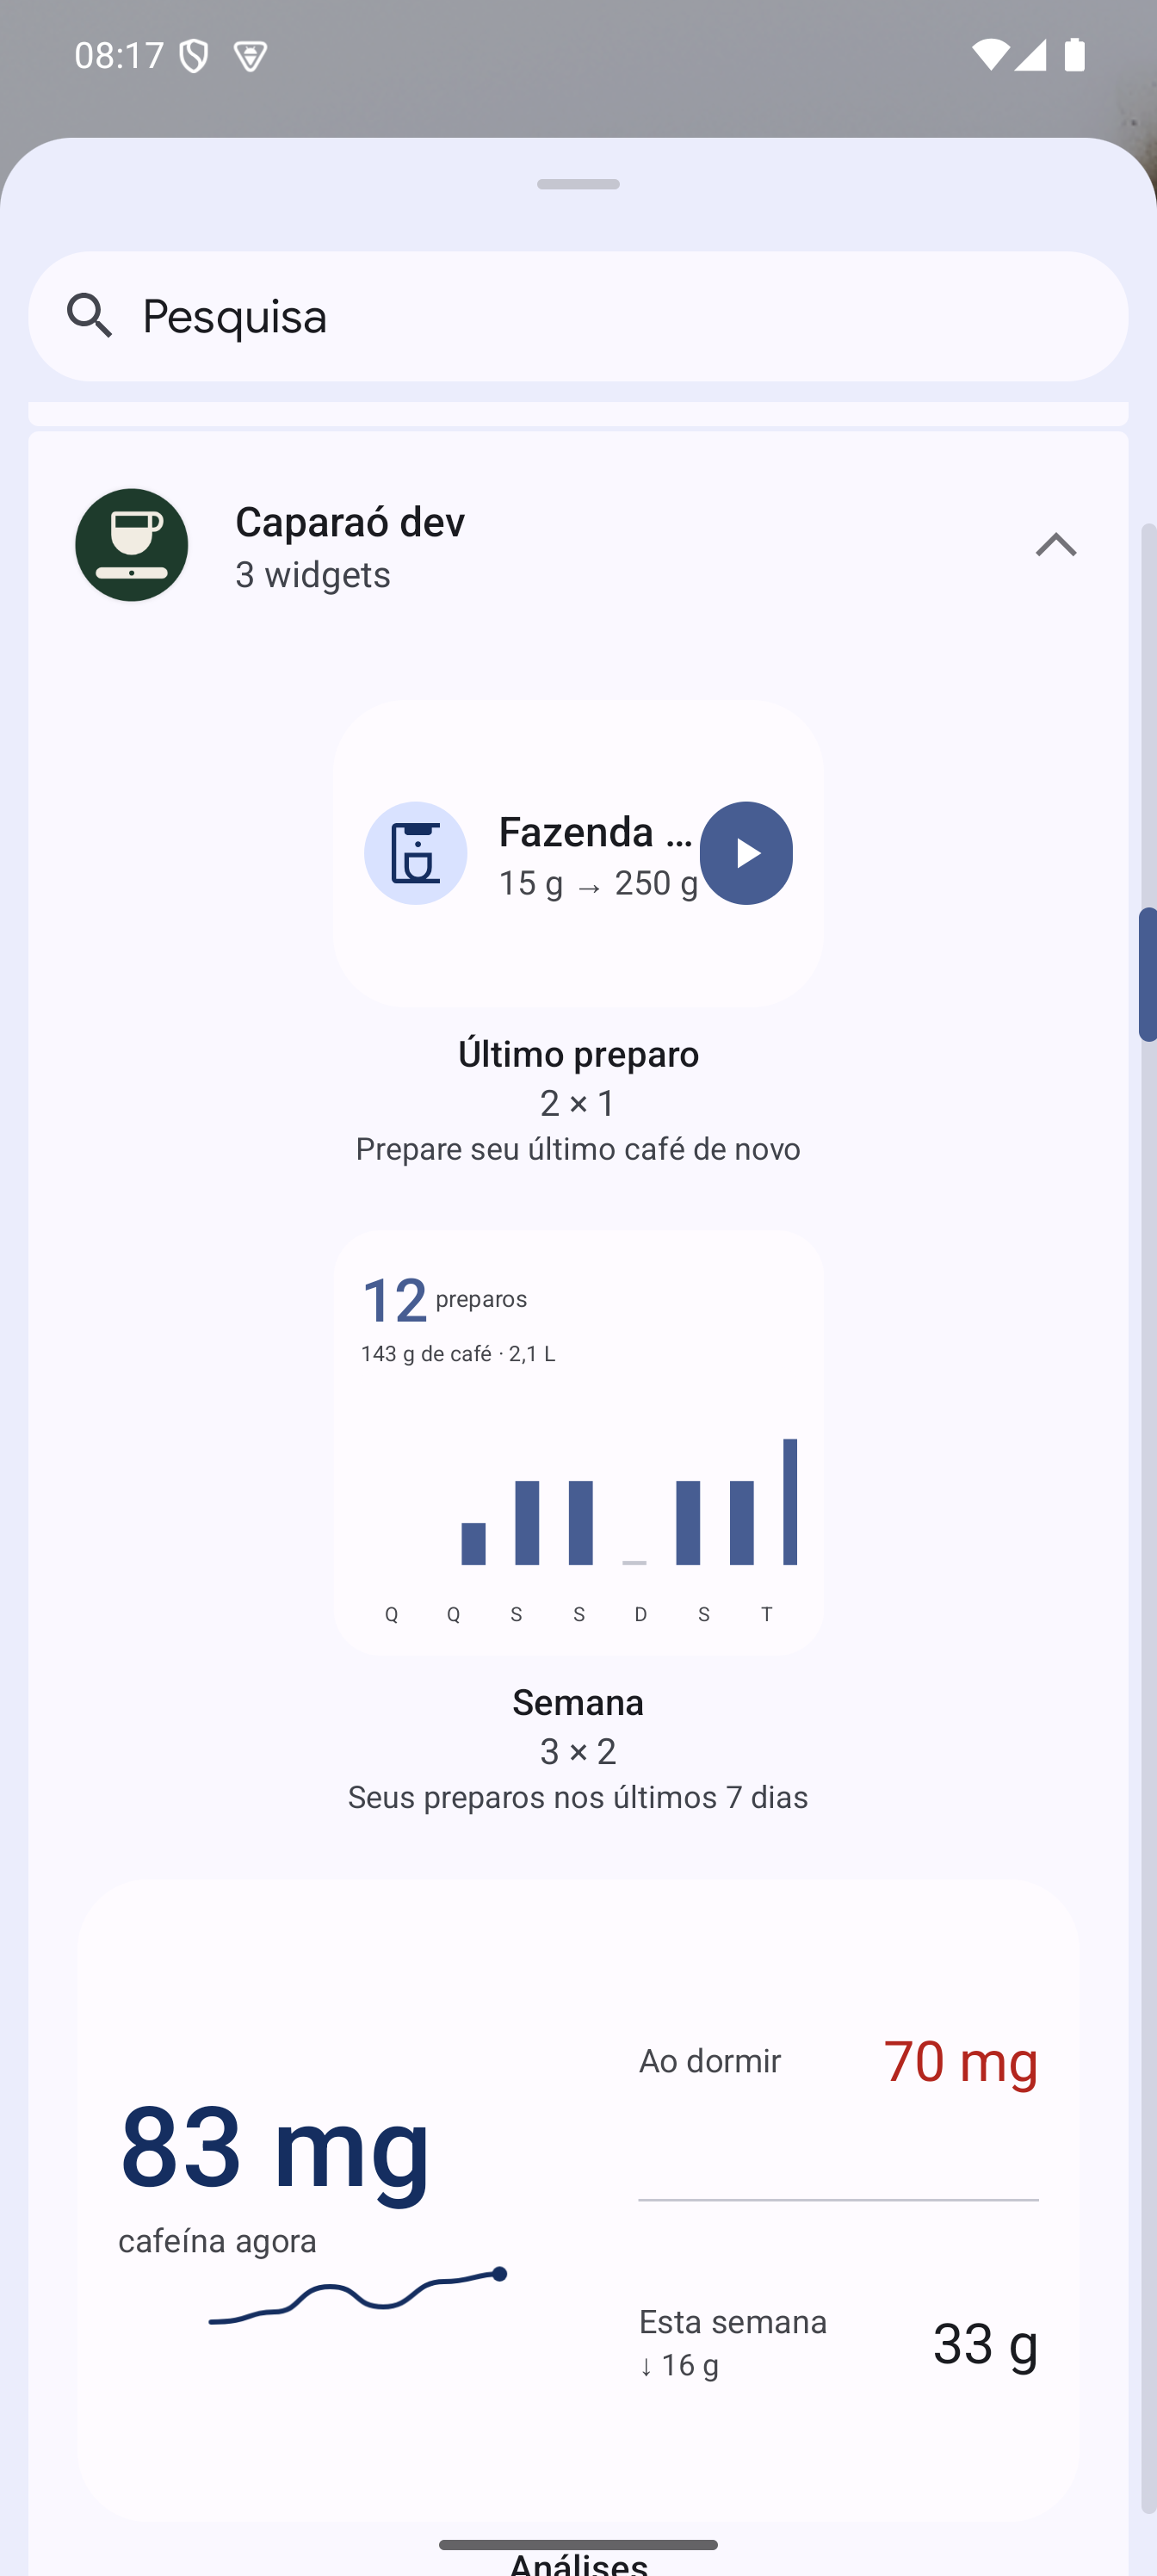 08:17
Pesquisa
Caparaó dev
3 widgets
Fazenda ...
15 g → 250 g
Último preparo
2 × 1
Prepare seu último café de novo
12 preparos
143 g de café · 2,1 L
Q Q S S D S T
Semana
3 × 2
Seus preparos nos últimos 7 dias
83 mg
cafeína agora
Ao dormir 70 mg
Esta semana
↓ 16 g
33 g
Análises